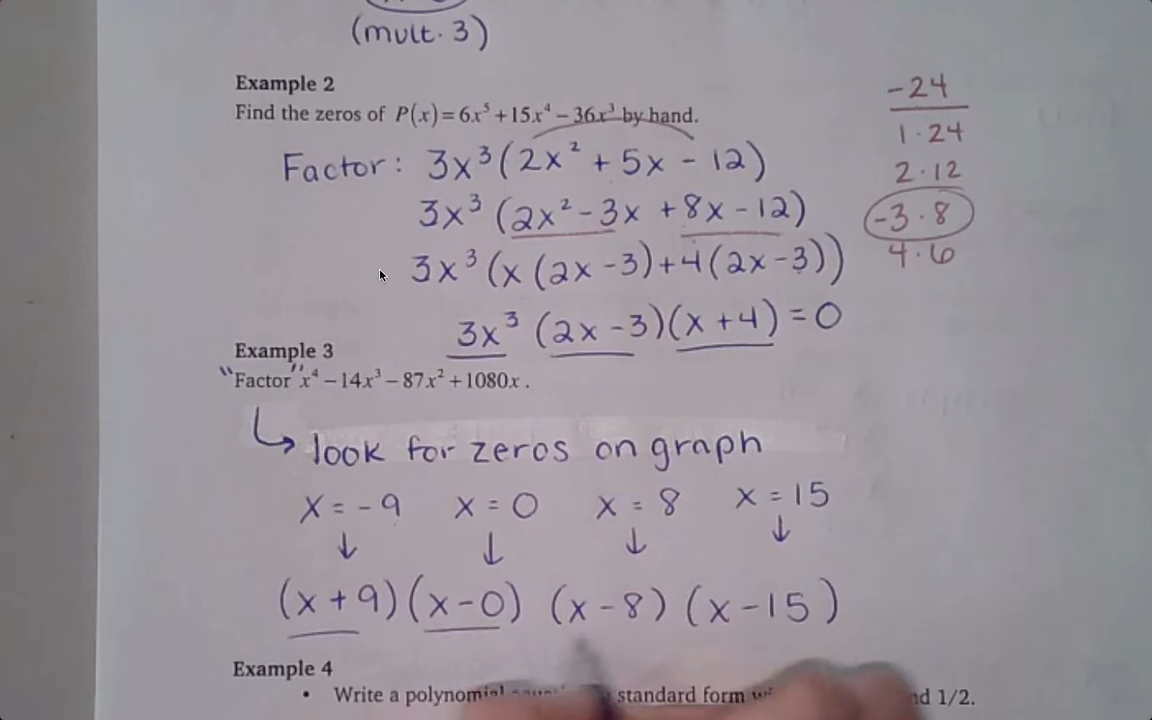 (mult. 3)
Example 2
Find the zeros of P(x) = 6x⁵ + 15x⁴ − 36x³ by hand.
Factor: 3x³(2x² + 5x - 12)
3x³ (2x² - 3x + 8x - 12)
3x³ (x (2x - 3) + 4(2x - 3))
3x³ (2x - 3)(x + 4) = 0
-24
1·24
2·12
-3·8
4·6
Example 3
"Factor" x⁴ − 14x³ − 87x² + 1080x.
look for zeros on graph
x = -9 x = 0 x = 8 x = 15
(x + 9)(x - 0) (x - 8) (x - 15)
Example 4
• Write a polynomial standard form nd 1/2.